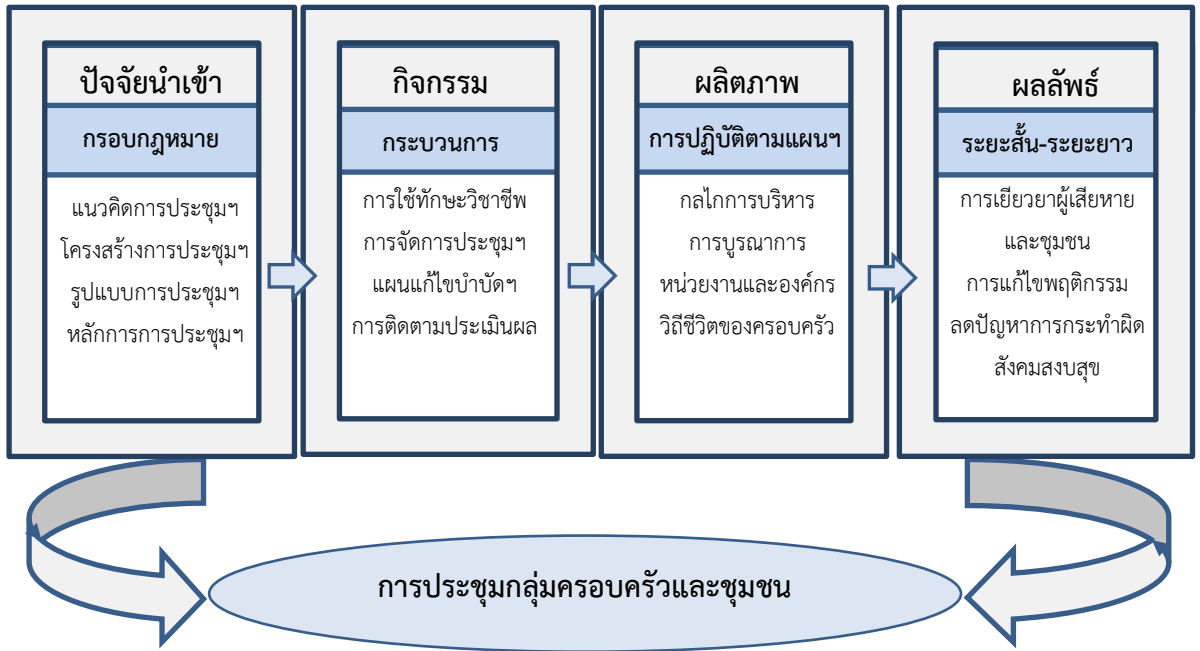 ปัจจัยนำเข้า
กรอบกฎหมาย
แนวคิดการประชุมฯ
โครงสร้างการประชุมฯ
รูปแบบการประชุมฯ
หลักการการประชุมฯ
กิจกรรม
กระบวนการ
การใช้ทักษะวิชาชีพ
การจัดการประชุมฯ
แผนแก้ไขบำบัดฯ
การติดตามประเมินผล
ผลิตภาพ
การปฏิบัติตามแผนฯ
กลไกการบริหาร
การบูรณาการ
หน่วยงานและองค์กร
วิถีชีวิตของครอบครัว
ผลลัพธ์
ระยะสั้น-ระยะยาว
การเยียวยาผู้เสียหาย
และชุมชน
การแก้ไขพฤติกรรม
ลดปัญหาการกระทำผิด
สังคมสงบสุข
การประชุมกลุ่มครอบครัวและชุมชน